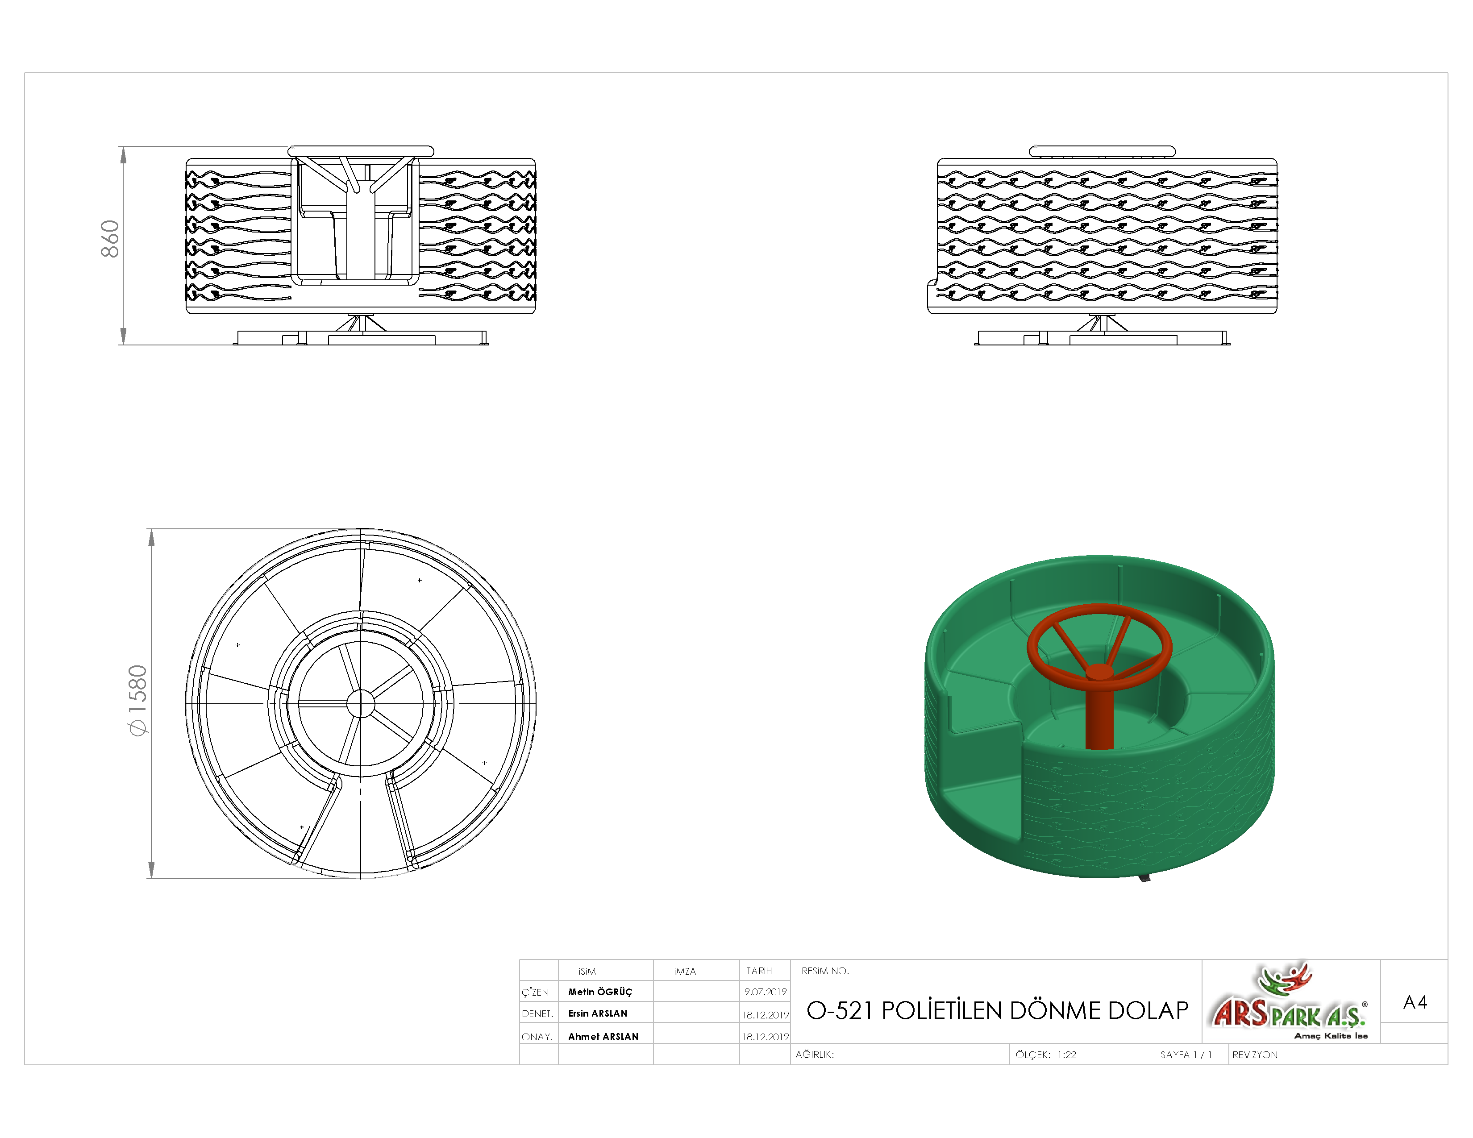 860
Ø1580
İSİM
İMZA
TARİH
RESİM NO.
ÇİZEN
Metin ÖGRÜÇ
9.07.2019
DENET.
Ersin ARSLAN
18.12.2019
ONAY.
Ahmet ARSLAN
18.12.2019
O-521 POLİETİLEN DÖNME DOLAP
ARS PARK A.Ş.®
Amaç Kalite İse
A4
AĞIRLIK:
ÖLÇEK: 1:22
SAYFA 1 / 1
REVİZYON